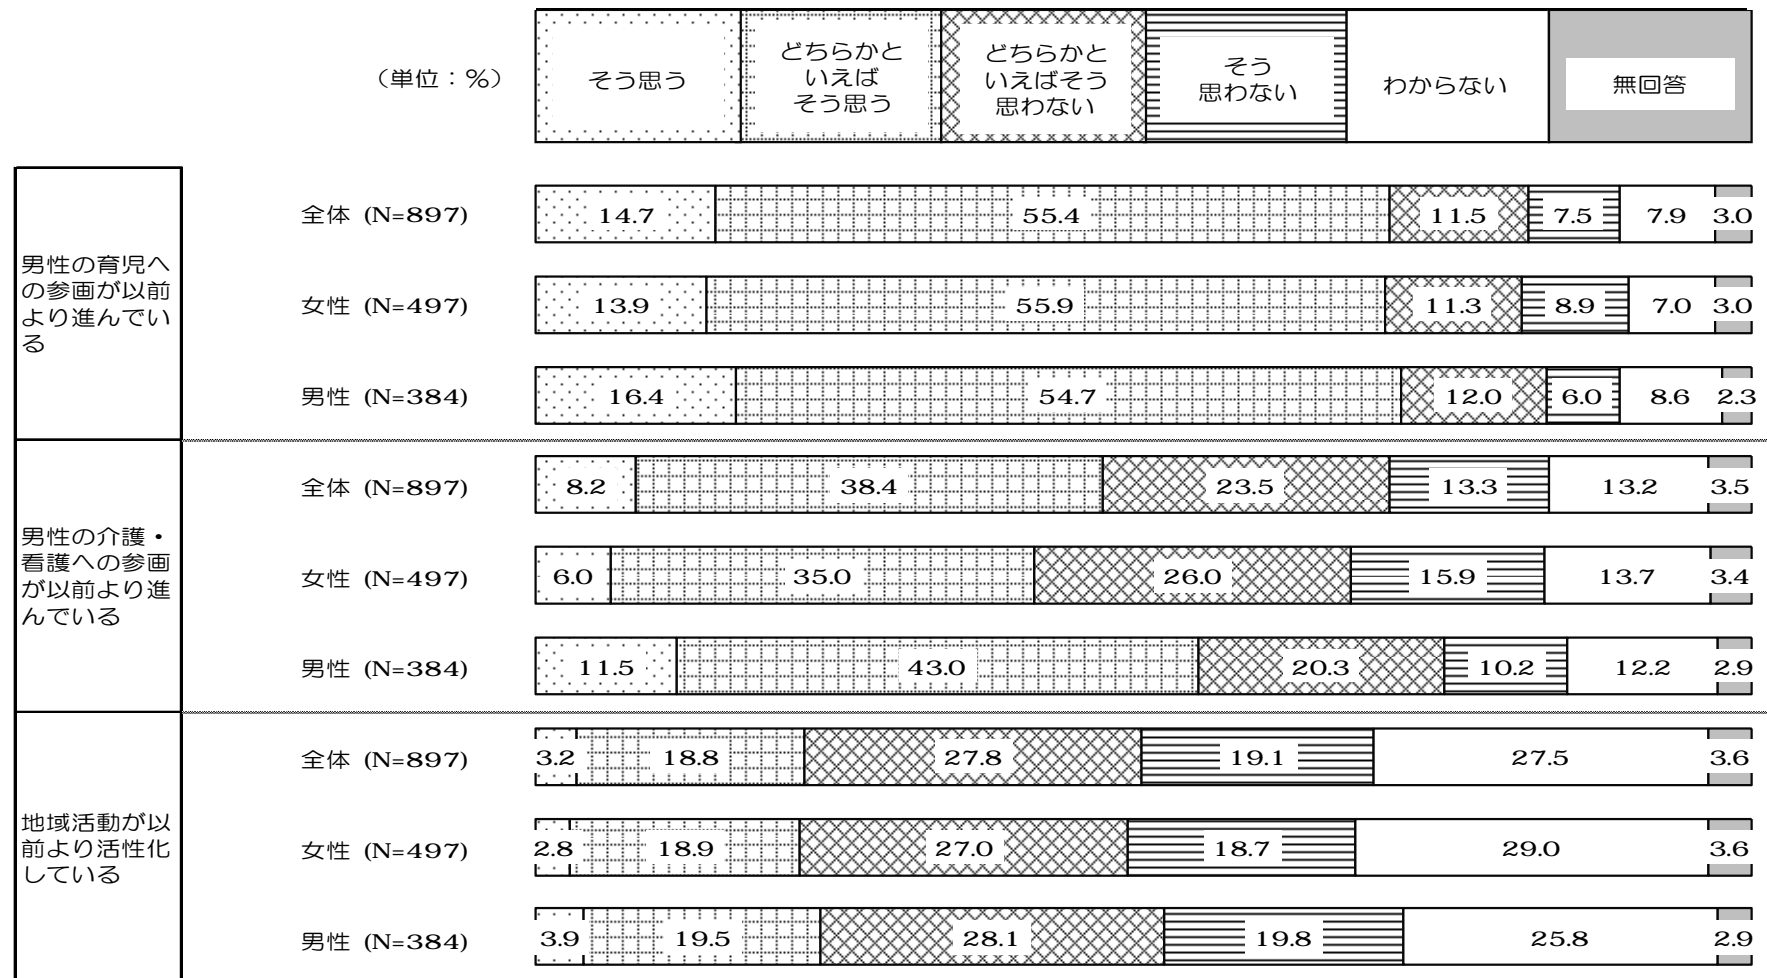 （単位：％）
そう思う
どちらかと
いえば
そう思う
どちらかと
いえばそう
思わない
そう
思わない
わからない
無回答
男性の育児へ
の参画が以前
より進んでい
る
全体 (N=897)
14.7 55.4 11.5 7.5 7.9 3.0
女性 (N=497)
13.9 55.9 11.3 8.9 7.0 3.0
男性 (N=384)
16.4 54.7 12.0 6.0 8.6 2.3
男性の介護・
看護への参画
が以前より進
んでいる
全体 (N=897)
8.2 38.4 23.5 13.3 13.2 3.5
女性 (N=497)
6.0 35.0 26.0 15.9 13.7 3.4
男性 (N=384)
11.5 43.0 20.3 10.2 12.2 2.9
地域活動が以
前より活性化
している
全体 (N=897)
3.2 18.8 27.8 19.1 27.5 3.6
女性 (N=497)
2.8 18.9 27.0 18.7 29.0 3.6
男性 (N=384)
3.9 19.5 28.1 19.8 25.8 2.9